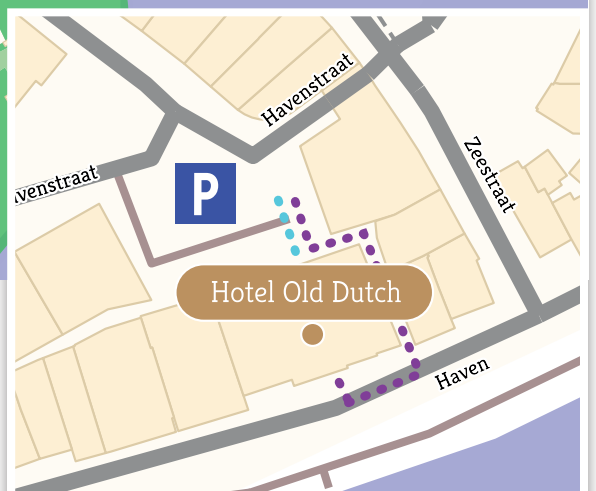 Havenstraat
Zeestraat
venstraat
P
Hotel Old Dutch
Haven